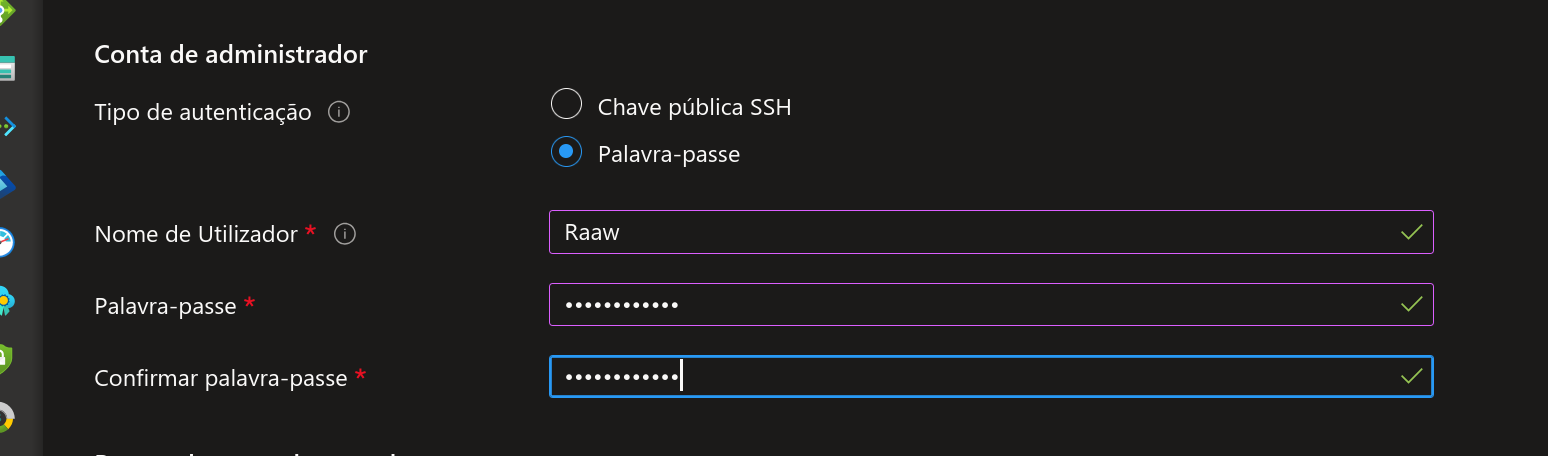 Conta de administrador
Tipo de autenticação
Chave pública SSH
Palavra-passe
Nome de Utilizador *
Raaw
Palavra-passe *
••••••••••••
Confirmar palavra-passe *
••••••••••••